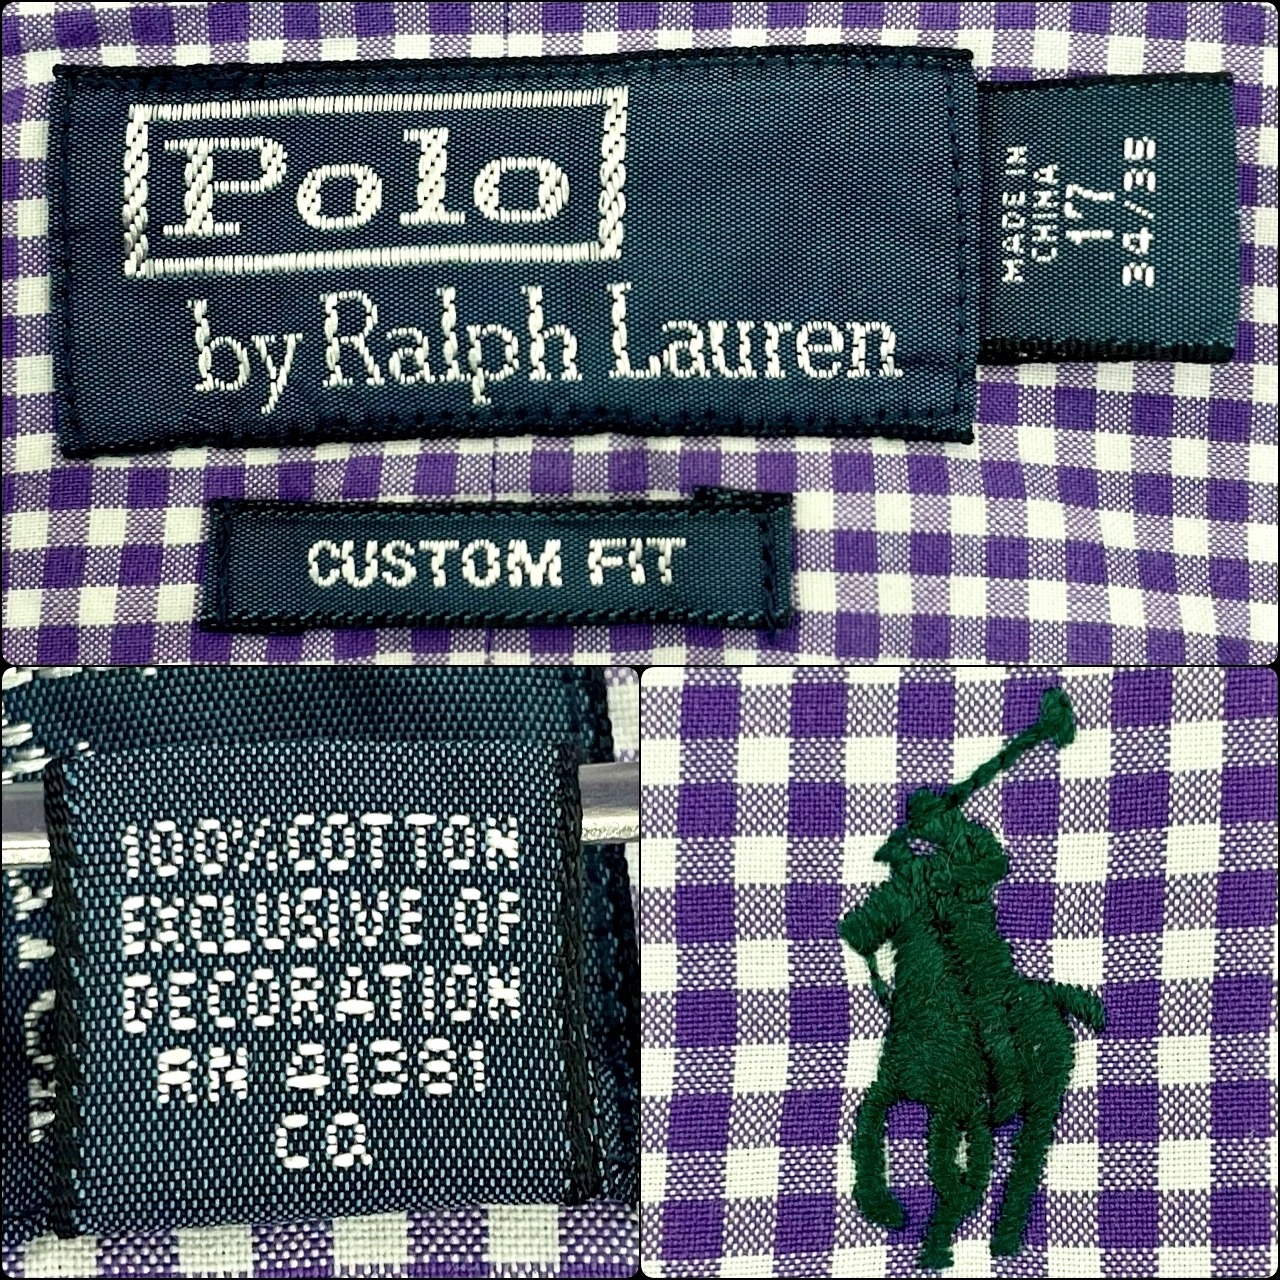 Polo
by Ralph Lauren
MADE IN
CHINA
17
34/35
CUSTOM FIT
100% COTTON
EXCLUSIVE OF
DECORATION
RN 41381
CQ